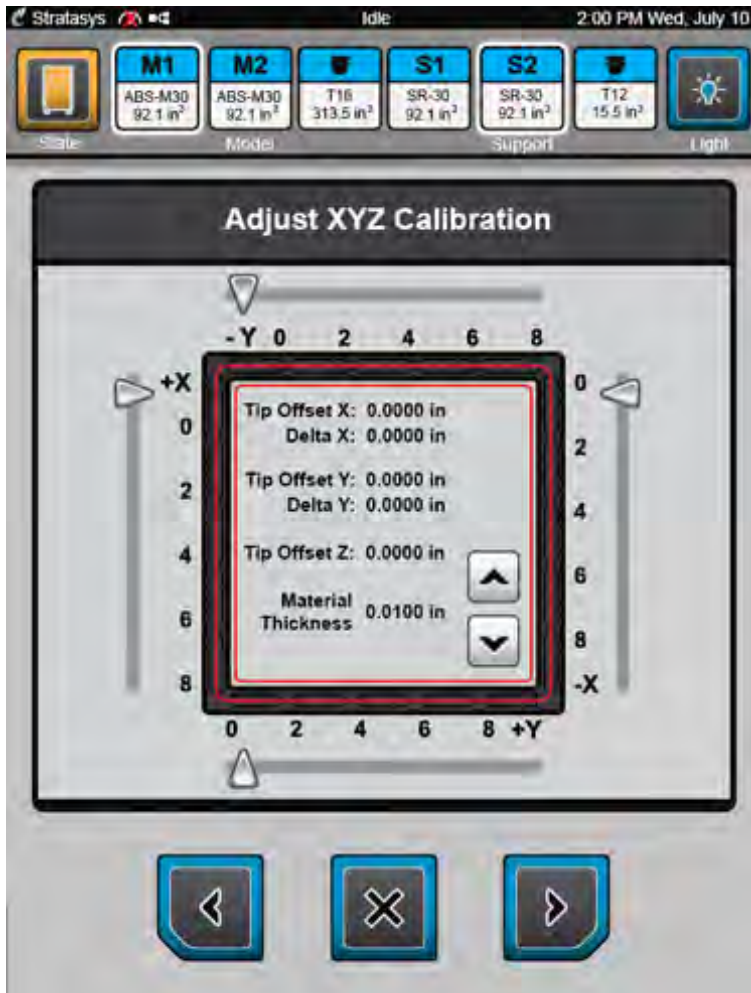 Stratasys Idle 2:00 PM Wed, July 10
M1 M2 S1 S2
ABS-M30 ABS-M30 T16 SR-30 SR-30 T12
92.1 in³ 92.1 in³ 313.5 in³ 92.1 in³ 92.1 in³ 15.5 in³
State Model Support Light
Adjust XYZ Calibration
- Y 0 2 4 6 8
+X 0
0
2
2
4
4
6
6
8
8 -X
Tip Offset X: 0.0000 in
Delta X: 0.0000 in
Tip Offset Y: 0.0000 in
Delta Y: 0.0000 in
Tip Offset Z: 0.0000 in
Material
Thickness 0.0100 in
0 2 4 6 8 +Y